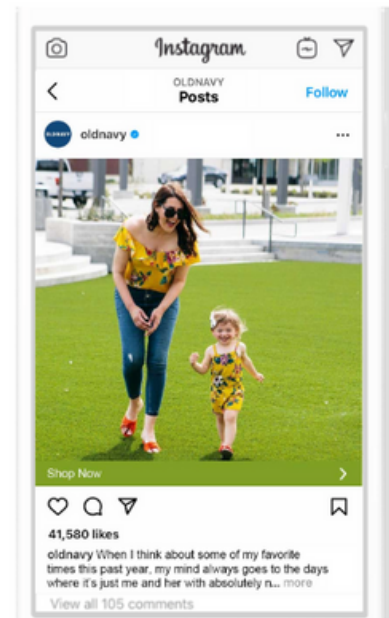 Instagram
OLDNAVY
Posts
Follow
OLD NAVY
oldnavy
Shop Now
41,580 likes
oldnavy When I think about some of my favorite
times this past year, my mind always goes to the days
where it's just me and her with absolutely n... more
View all 105 comments